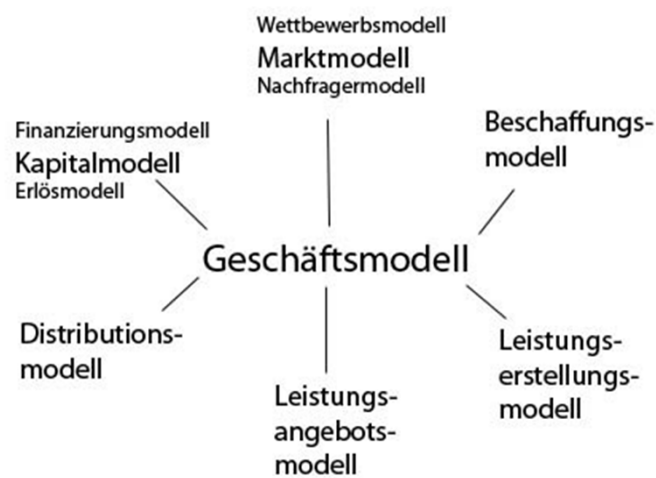 Wettbewerbsmodell
Marktmodell
Nachfragermodell
Finanzierungsmodell
Kapitalmodell
Erlösmodell
Beschaffungs-
modell
Geschäftsmodell
Distributions-
modell
Leistungs-
angebots-
modell
Leistungs-
erstellungs-
modell